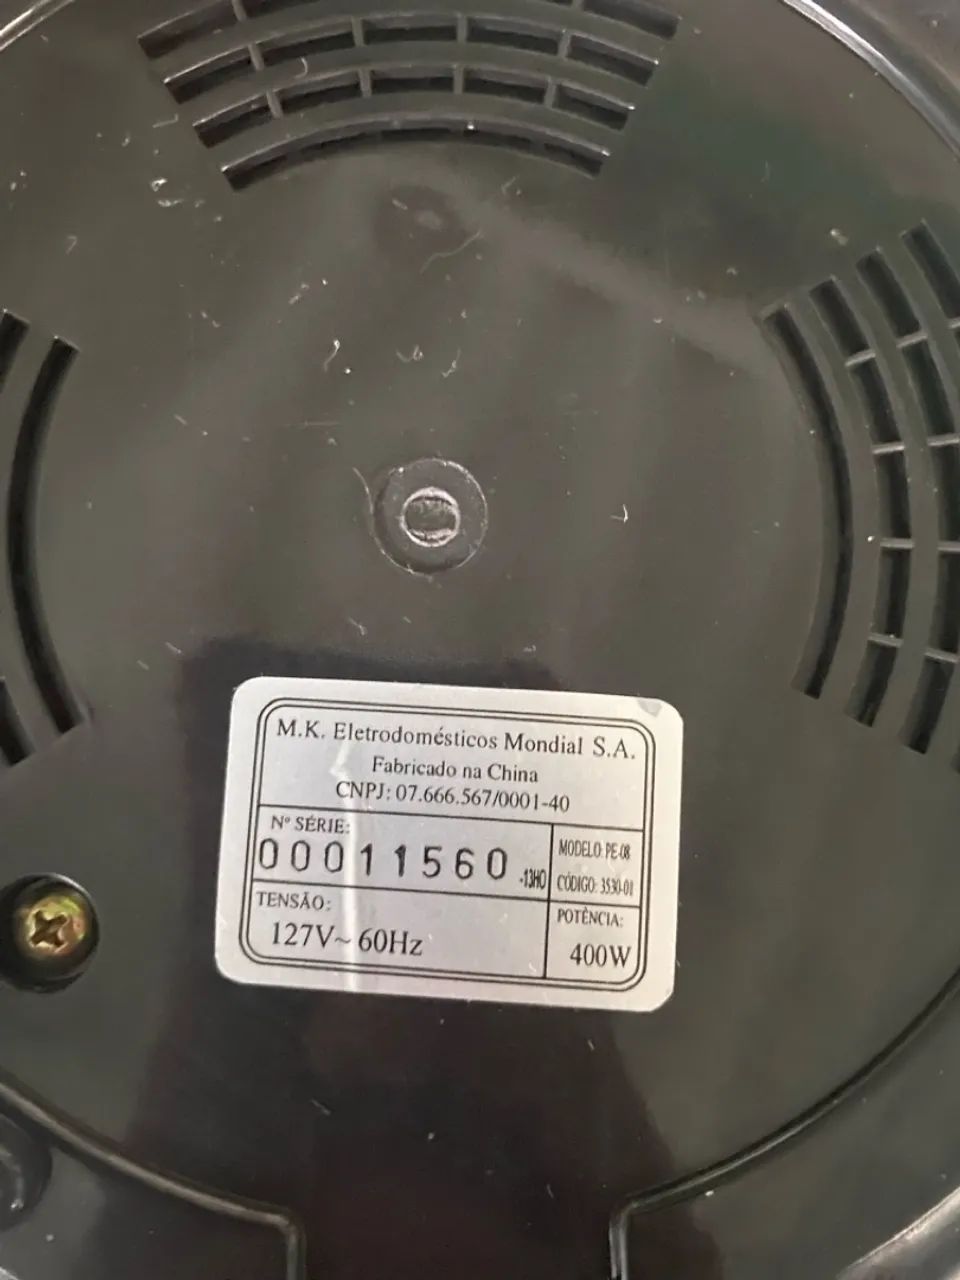 M.K. Eletrodomésticos Mondial S.A.
Fabricado na China
CNPJ: 07.666.567/0001-40
Nº SÉRIE:
00011560 -13HO
MODELO: PE-08
CÓDIGO: 3530-01
TENSÃO:
127V~ 60Hz
POTÊNCIA:
400W